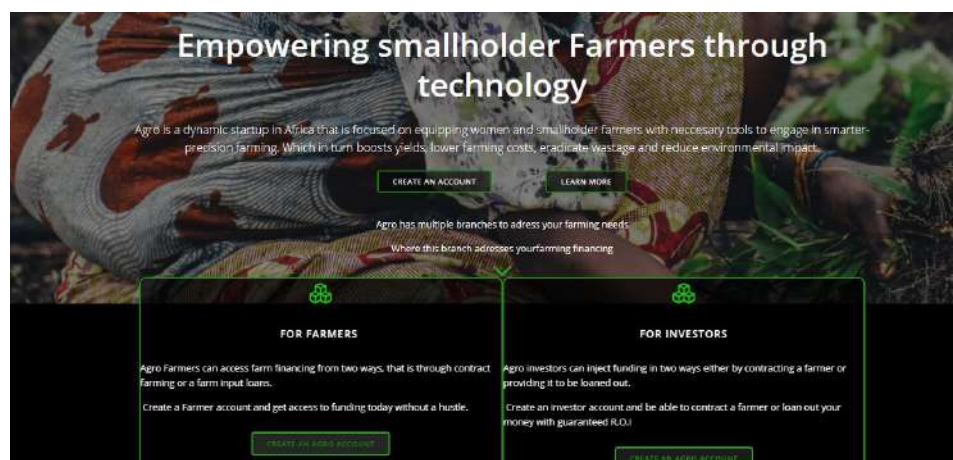 Empowering smallholder Farmers through
technology
Agro is a dynamic startup in Africa that is focused on equipping women and smallholder farmers with neccesary tools to engage in smarter-
precision farming. Which in turn boosts yields, lower farming costs, eradicate wastage and reduce environmental impact.
CREATE AN ACCOUNT
LEARN MORE
Agro has multiple branches to adress your farming needs
Where this branch adresses yourfarming financing
FOR FARMERS
Agro Farmers can access farm financing from two ways, that is through contract
farming or a farm input loans.
Create a Farmer account and get access to funding today without a hustle.
CREATE AN AGRO ACCOUNT
FOR INVESTORS
Agro investors can inject funding in two ways either by contracting a farmer or
providing it to be loaned out.
Create an investor account and be able to contract a farmer or loan out your
money with guaranteed R.O.I
CREATE AN AGRO ACCOUNT